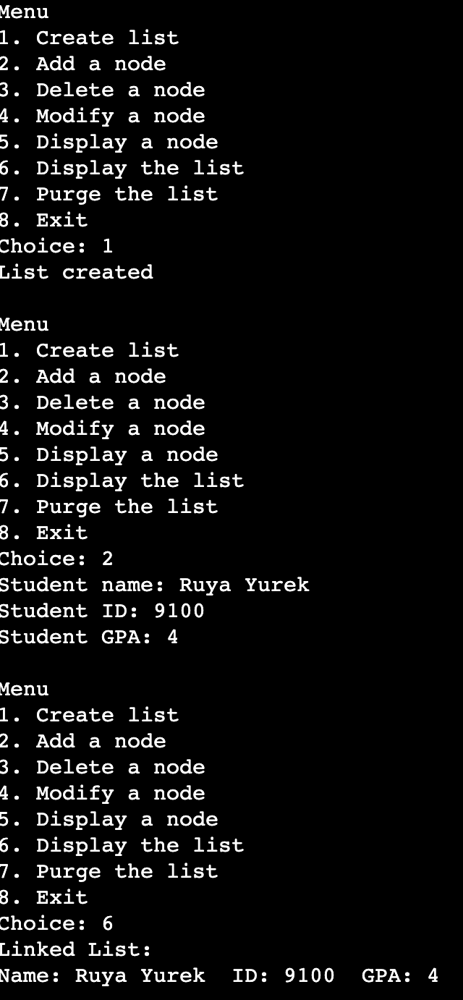 Menu
1. Create list
2. Add a node
3. Delete a node
4. Modify a node
5. Display a node
6. Display the list
7. Purge the list
8. Exit
Choice: 1
List created
Menu
1. Create list
2. Add a node
3. Delete a node
4. Modify a node
5. Display a node
6. Display the list
7. Purge the list
8. Exit
Choice: 2
Student name: Ruya Yurek
Student ID: 9100
Student GPA: 4
Menu
1. Create list
2. Add a node
3. Delete a node
4. Modify a node
5. Display a node
6. Display the list
7. Purge the list
8. Exit
Choice: 6
Linked List:
Name: Ruya Yurek  ID: 9100  GPA: 4